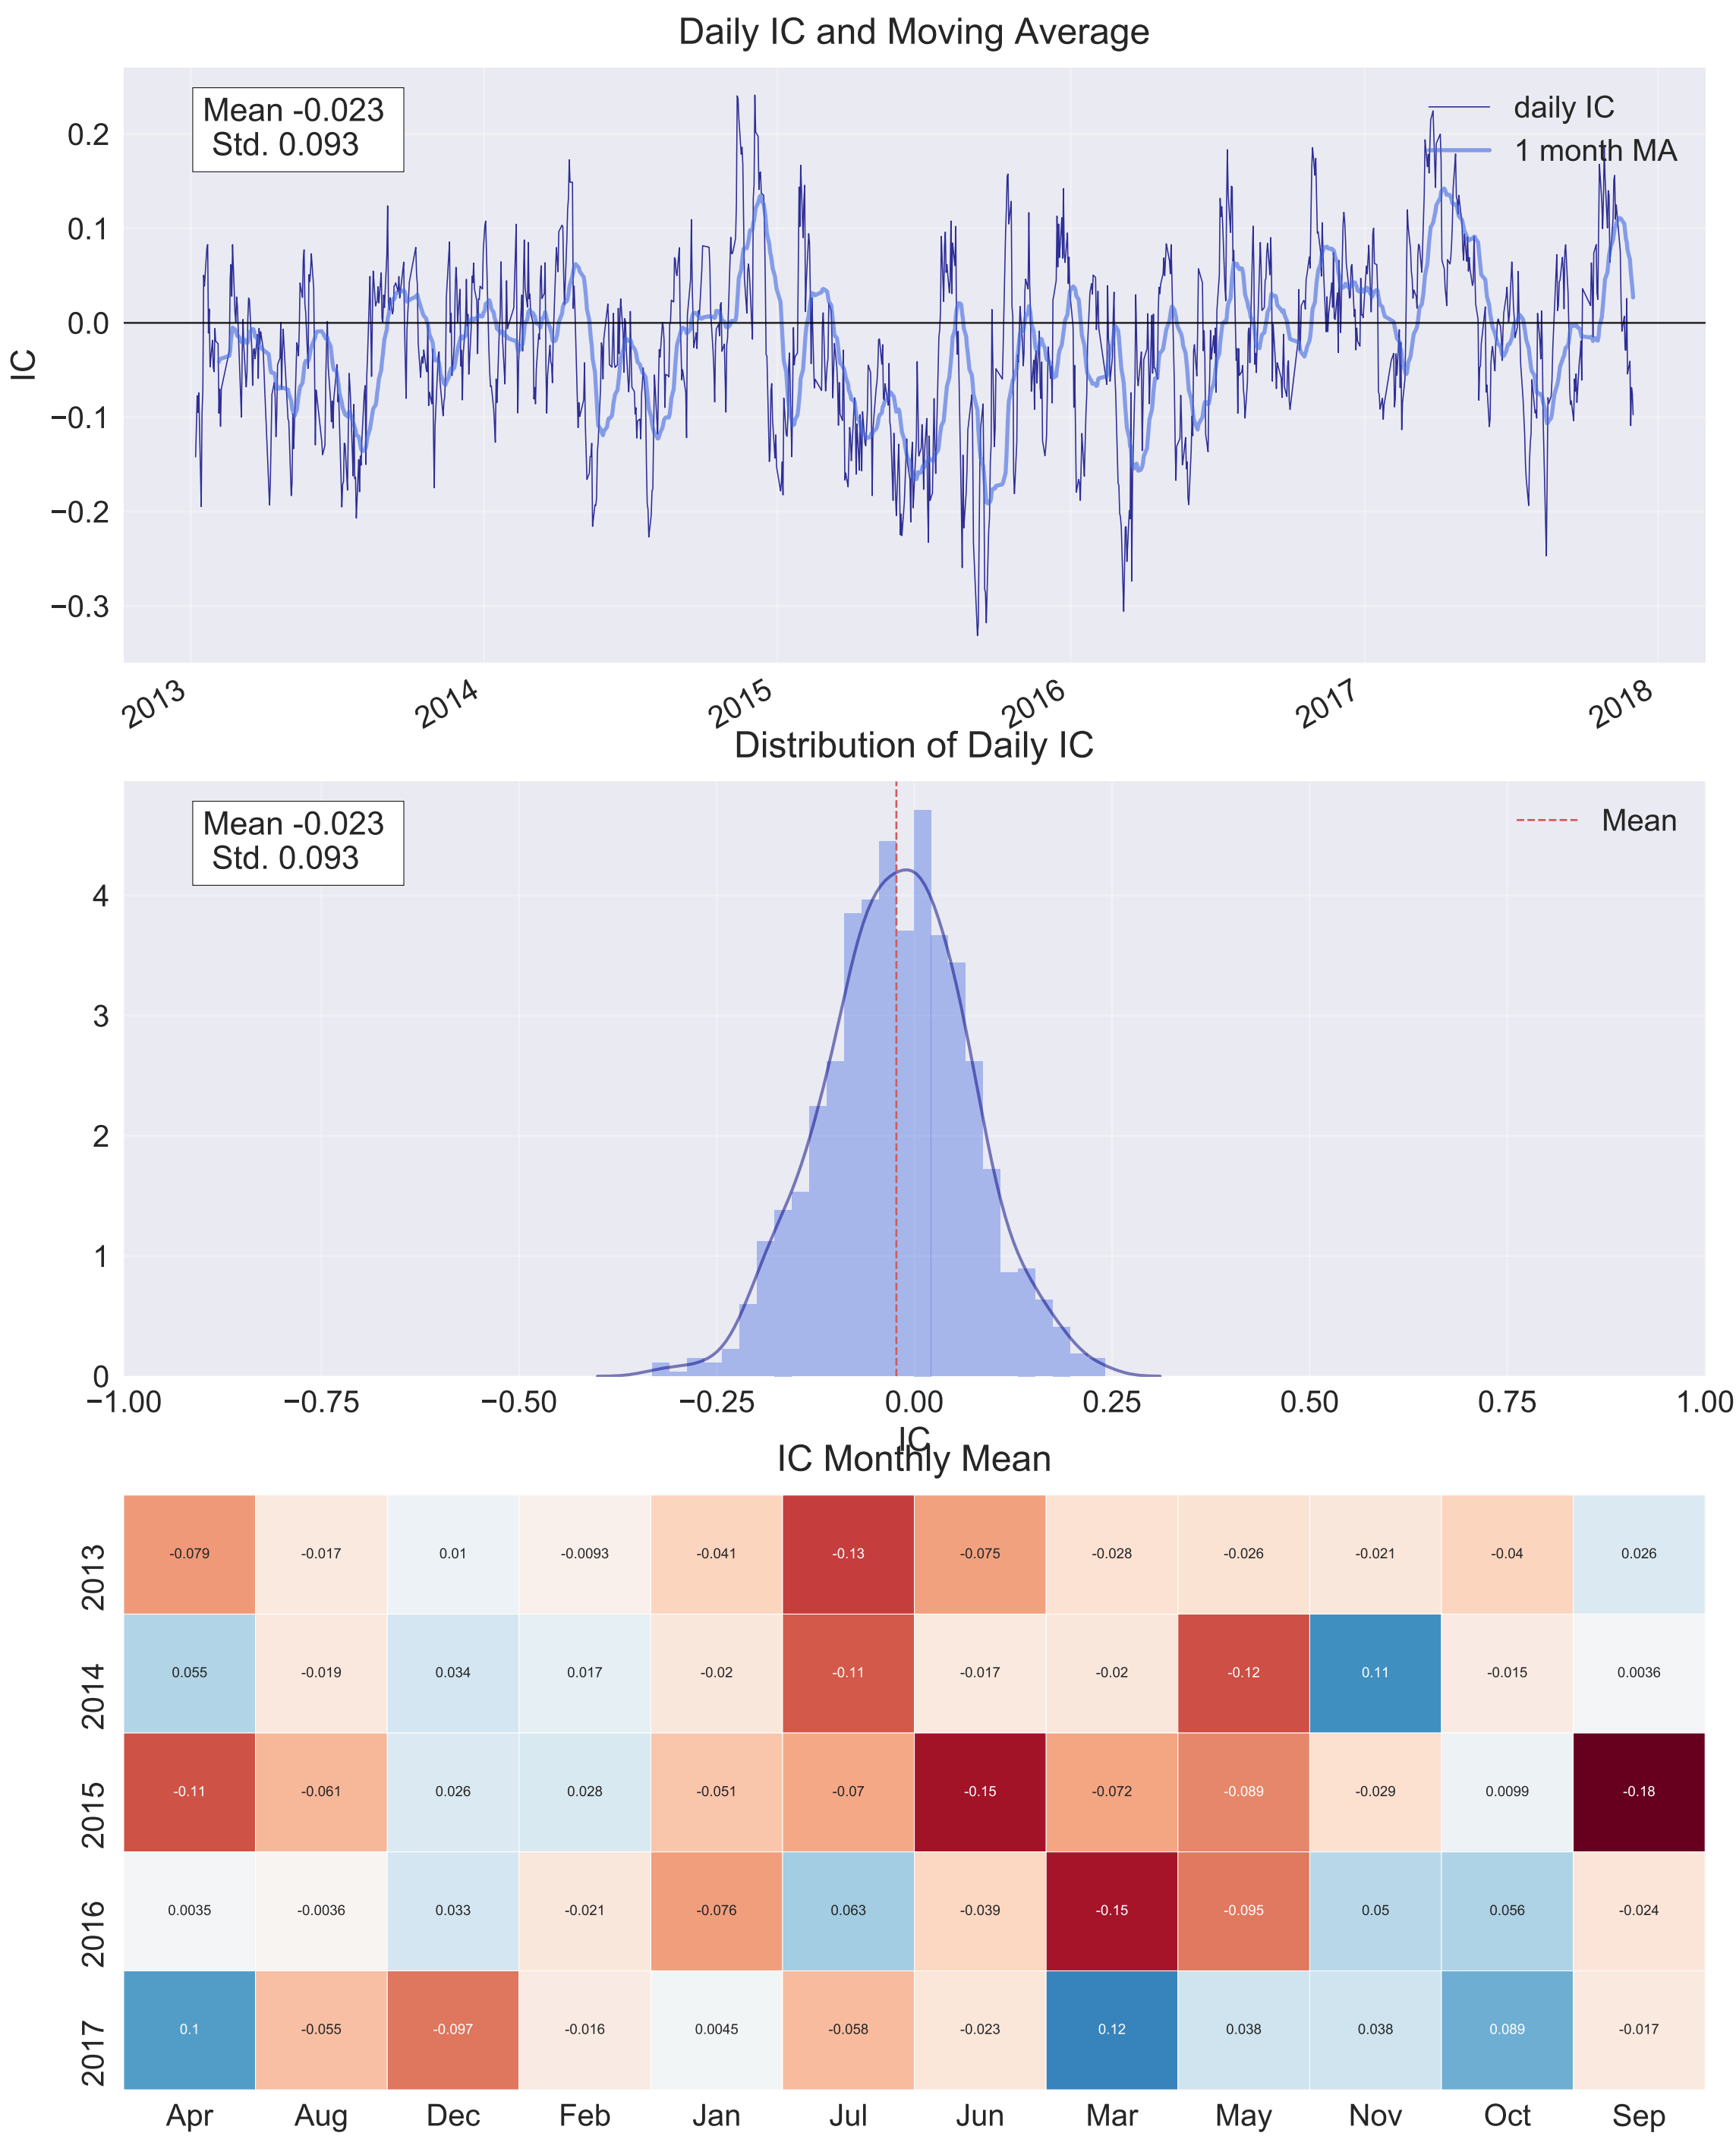 Daily IC and Moving Average
Mean -0.023
Std. 0.093
daily IC
1 month MA
0.2
0.1
0.0
−0.1
−0.2
−0.3
IC
2013 2014 2015 2016 2017 2018
Distribution of Daily IC
Mean -0.023
Std. 0.093
Mean
4
3
2
1
0
−1.00 −0.75 −0.50 −0.25 0.00 0.25 0.50 0.75 1.00
IC
IC Monthly Mean
2013 -0.079 -0.017 0.01 -0.0093 -0.041 -0.13 -0.075 -0.028 -0.026 -0.021 -0.04 0.026
2014 0.055 -0.019 0.034 0.017 -0.02 -0.11 -0.017 -0.02 -0.12 0.11 -0.015 0.0036
2015 -0.11 -0.061 0.026 0.028 -0.051 -0.07 -0.15 -0.072 -0.089 -0.029 0.0099 -0.18
2016 0.0035 -0.0036 0.033 -0.021 -0.076 0.063 -0.039 -0.15 -0.095 0.05 0.056 -0.024
2017 0.1 -0.055 -0.097 -0.016 0.0045 -0.058 -0.023 0.12 0.038 0.038 0.089 -0.017
Apr Aug Dec Feb Jan Jul Jun Mar May Nov Oct Sep